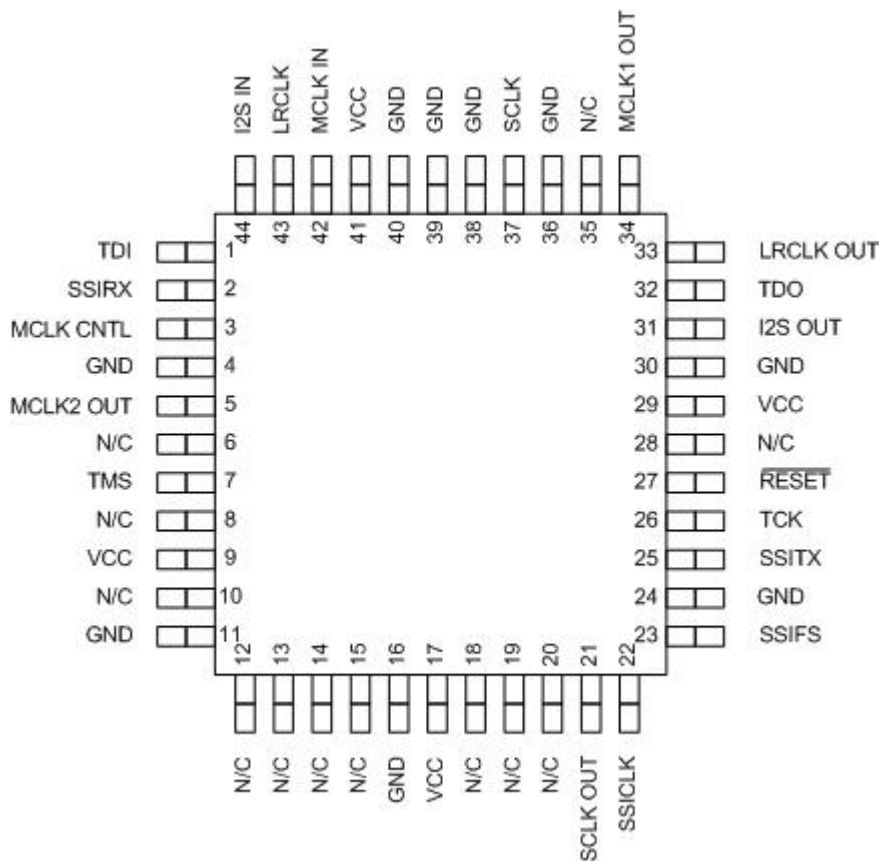 I2S IN
LRCLK
MCLK IN
VCC
GND
GND
GND
SCLK
GND
N/C
MCLK1 OUT
44
43
42
41
40
39
38
37
36
35
34
TDI 1
SSIRX 2
MCLK CNTL 3
GND 4
MCLK2 OUT 5
N/C 6
TMS 7
N/C 8
VCC 9
N/C 10
GND 11
33 LRCLK OUT
32 TDO
31 I2S OUT
30 GND
29 VCC
28 N/C
27 RESET
26 TCK
25 SSITX
24 GND
23 SSIFS
12
13
14
15
16
17
18
19
20
21
22
N/C
N/C
N/C
N/C
GND
VCC
N/C
N/C
N/C
SCLK OUT
SSICLK